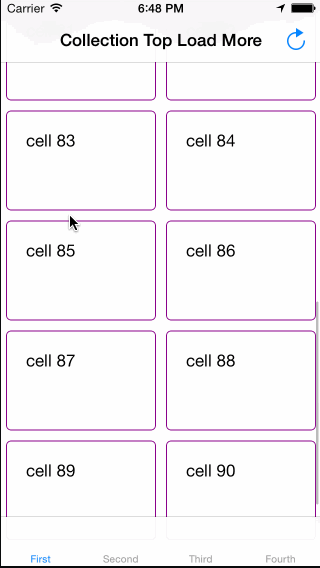 Carrier 6:48 PM
Collection Top Load More
cell 83 cell 84
cell 85 cell 86
cell 87 cell 88
cell 89 cell 90
First Second Third Fourth